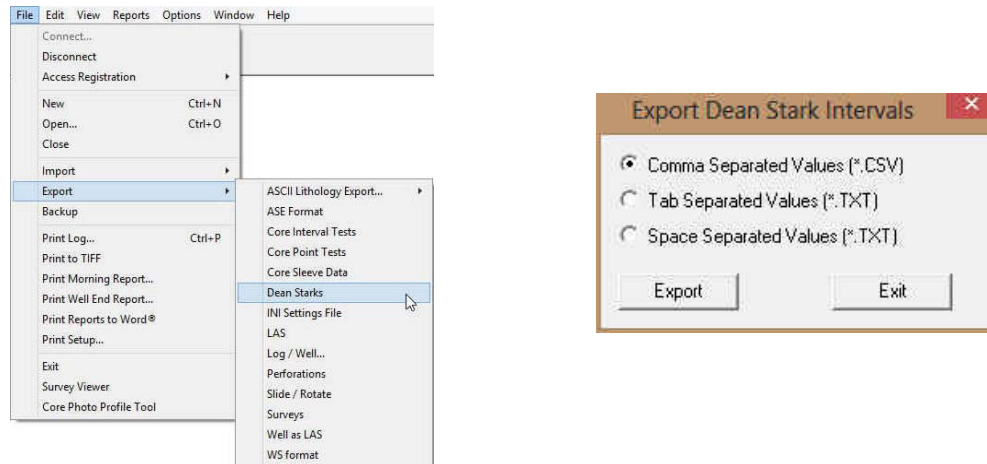 File Edit View Reports Options Window Help
Connect...
Disconnect
Access Registration
New Ctrl+N
Open... Ctrl+O
Close
Import
Export
Backup
Print Log... Ctrl+P
Print to TIFF
Print Morning Report...
Print Well End Report...
Print Reports to Word®
Print Setup...
Exit
Survey Viewer
Core Photo Profile Tool
ASCII Lithology Export...
ASE Format
Core Interval Tests
Core Point Tests
Core Sleeve Data
Dean Starks
INI Settings File
LAS
Log / Well...
Perforations
Slide / Rotate
Surveys
Well as LAS
WS format
Export Dean Stark Intervals
Comma Separated Values (*.CSV)
Tab Separated Values (*.TXT)
Space Separated Values (*.TXT)
Export Exit